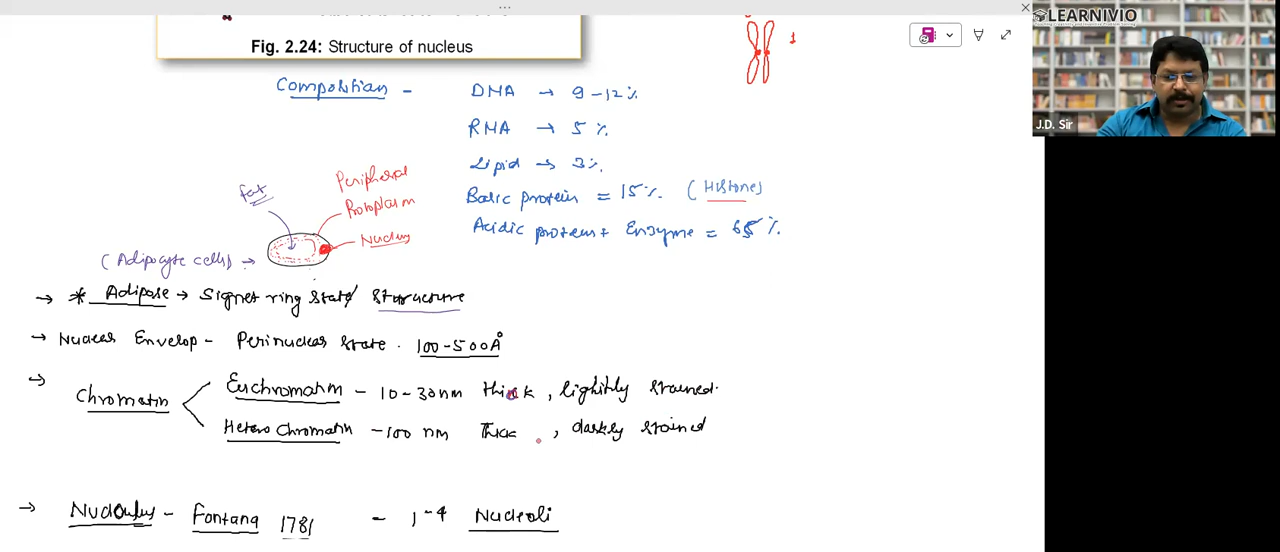 LEARNIVIO
Fig. 2.24: Structure of nucleus
1
Composition -
DNA → 9-12%
RNA → 5%
Lipid → 3%
Basic protein = 15% (Histones)
Acidic protein + Enzyme = 65%
J.D. Sir
Fat
Peripheral
Protoplasm
Nucleus
(Adipocyte cells) →
→ * Adipose → Signet ring State/ Structure
→ Nuclear Envelop - Perinuclear State. 100-500Å
→ Chromatin
Euchromatin - 10-30nm thick, lightly stained.
Heterochromatin - 100 nm Thick, darkly stained
→ Nucleolus - Fontana 1781 - 1-4 Nucleoli